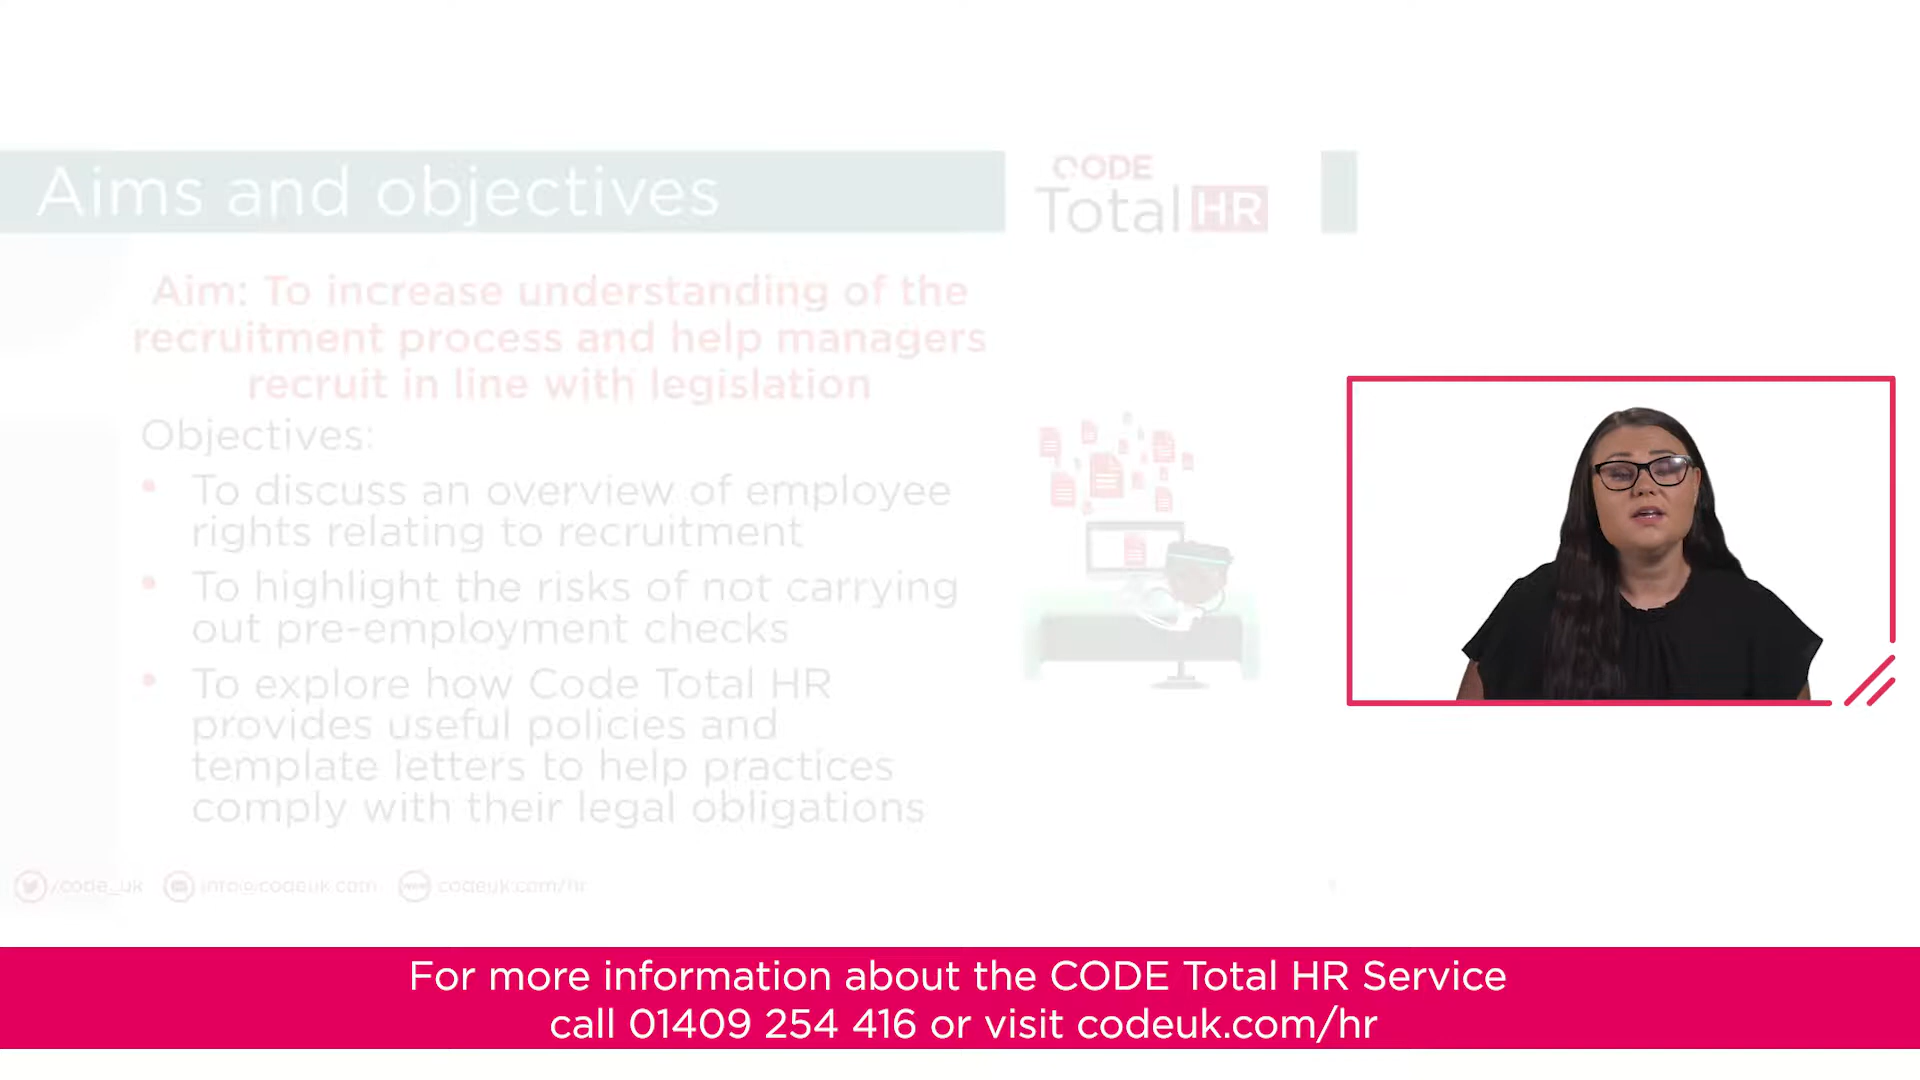 Aims and objectives
CODE
Total HR
Aim: To increase understanding of the
recruitment process and help managers
recruit in line with legislation
Objectives:
• To discuss an overview of employee
rights relating to recruitment
• To highlight the risks of not carrying
out pre-employment checks
• To explore how Code Total HR
provides useful policies and
template letters to help practices
comply with their legal obligations
/code_uk info@codeuk.com codeuk.com/hr
For more information about the CODE Total HR Service
call 01409 254 416 or visit codeuk.com/hr